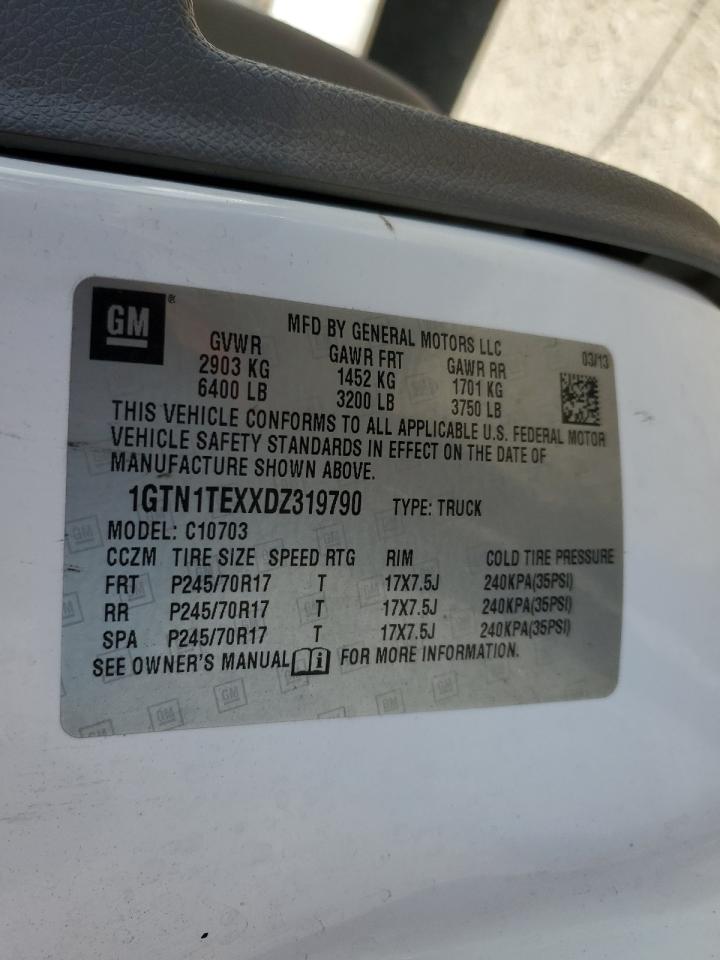 GM ®
MFD BY GENERAL MOTORS LLC 03/13
GVWR GAWR FRT GAWR RR
2903 KG 1452 KG 1701 KG
6400 LB 3200 LB 3750 LB
THIS VEHICLE CONFORMS TO ALL APPLICABLE U.S. FEDERAL MOTOR
VEHICLE SAFETY STANDARDS IN EFFECT ON THE DATE OF
MANUFACTURE SHOWN ABOVE.
1GTN1TEXXDZ319790 TYPE: TRUCK
MODEL: C10703
CCZM TIRE SIZE SPEED RTG RIM COLD TIRE PRESSURE
FRT P245/70R17 T 17X7.5J 240KPA(35PSI)
RR P245/70R17 T 17X7.5J 240KPA(35PSI)
SPA P245/70R17 T 17X7.5J 240KPA(35PSI)
SEE OWNER'S MANUAL i FOR MORE INFORMATION.